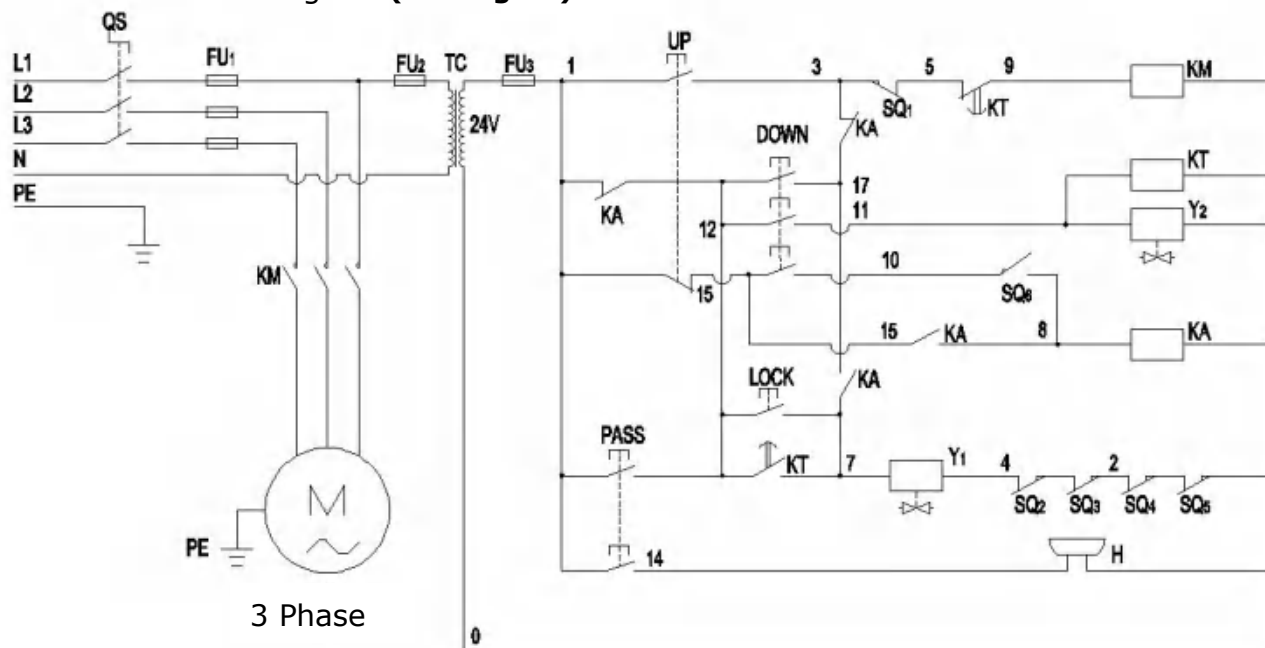 QS
UP
L1
FU1
FU2
TC
FU3
1
3
5
9
KM
L2
SQ1
KT
L3
24V
KA
DOWN
N
KT
PE
KA
17
12
11
Y2
KM
15
10
SQ6
15
KA
8
KA
LOCK
KA
PASS
KT
7
Y1
4
2
M
SQ2
SQ3
SQ4
SQ5
PE
14
H
3 Phase
0